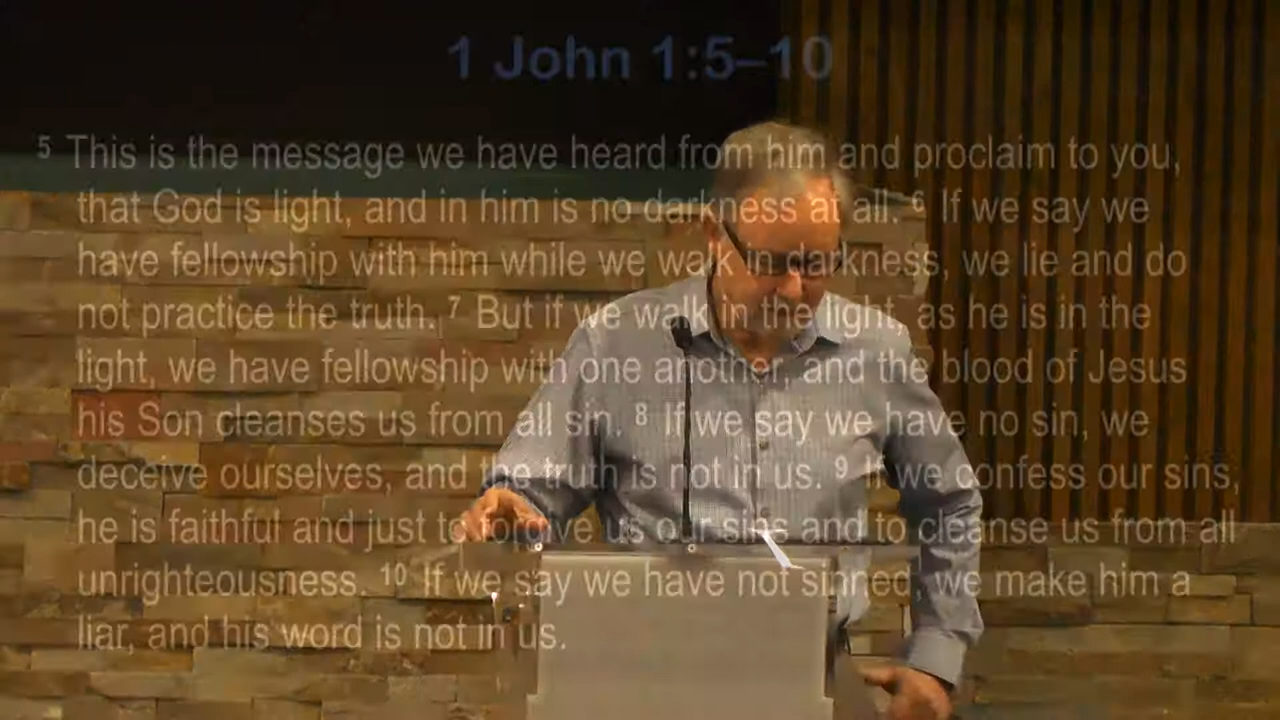 1 John 1:5–10
5 This is the message we have heard from him and proclaim to you,
that God is light, and in him is no darkness at all. 6 If we say we
have fellowship with him while we walk in darkness, we lie and do
not practice the truth. 7 But if we walk in the light, as he is in the
light, we have fellowship with one another, and the blood of Jesus
his Son cleanses us from all sin. 8 If we say we have no sin, we
deceive ourselves, and the truth is not in us. 9 If we confess our sins,
he is faithful and just to forgive us our sins and to cleanse us from all
unrighteousness. 10 If we say we have not sinned, we make him a
liar, and his word is not in us.